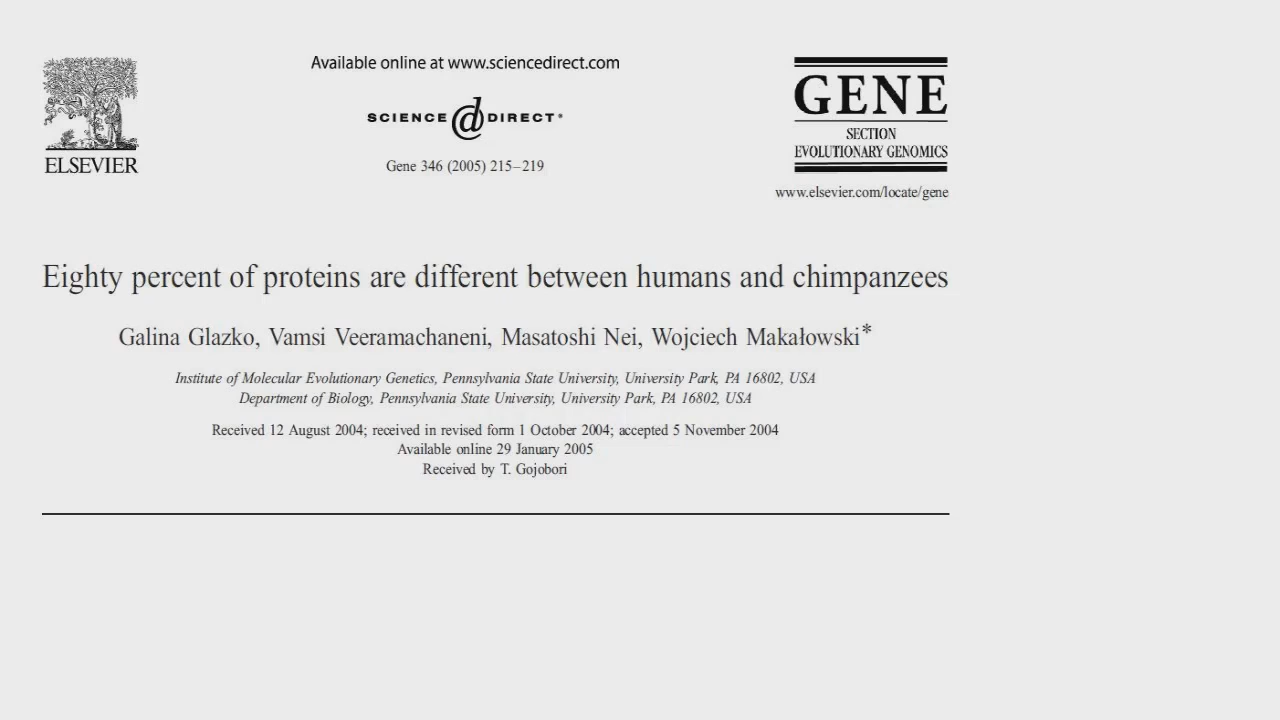 Available online at www.sciencedirect.com
SCIENCE @ DIRECT®
ELSEVIER
Gene 346 (2005) 215–219
GENE
SECTION
EVOLUTIONARY GENOMICS
www.elsevier.com/locate/gene
Eighty percent of proteins are different between humans and chimpanzees
Galina Glazko, Vamsi Veeramachaneni, Masatoshi Nei, Wojciech Makałowski*
Institute of Molecular Evolutionary Genetics, Pennsylvania State University, University Park, PA 16802, USA
Department of Biology, Pennsylvania State University, University Park, PA 16802, USA
Received 12 August 2004; received in revised form 1 October 2004; accepted 5 November 2004
Available online 29 January 2005
Received by T. Gojobori